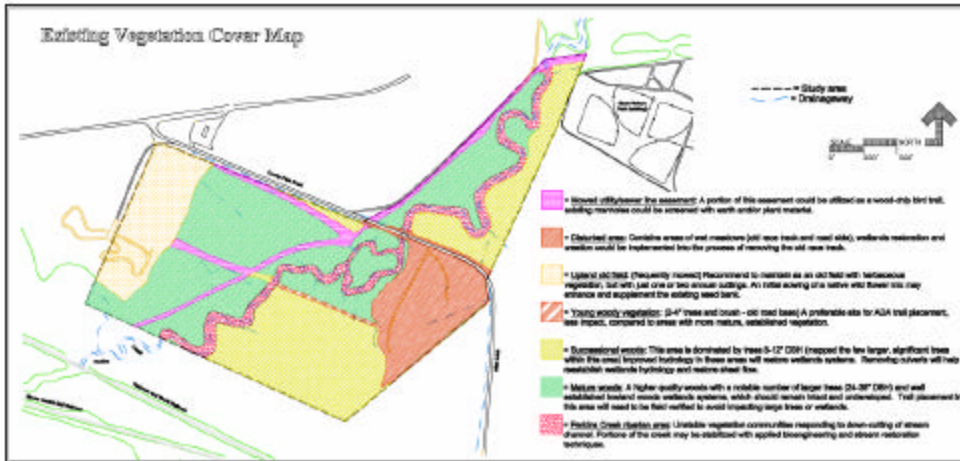 Existing Vegetation Cover Map
= Study area
= Drainageway
SCALE NORTH
= Mowed utility/sewer line easement: A portion of this easement could be utilized as a wood-chip bird trail,
existing manholes could be screened with earth and/or plant material.
= Disturbed area: Contains areas of wet meadows (old race track and road side), wetlands restoration and
creation could be implemented into the process of removing the old race track.
= Upland old field: (frequently mowed) Recommend to maintain as an old field with herbaceous
vegetation, but with just one or two annual cuttings. An initial sowing of a native wild flower mix may
enhance and supplement the existing seed bank.
= Young woody vegetation: (2-4" trees and brush - old road base) A preferable site for ADA trail placement,
less impact, compared to areas with more mature, established vegetation.
= Successional woods: This area is dominated by trees 8-12" DBH (mapped the few larger, significant trees
within this area) Improved hydrology in these areas will restore wetlands systems. Removing culverts will help
reestablish wetlands hydrology and restore sheet flow.
= Mature woods: A higher quality woods with a notable number of larger trees (24-36" DBH) and well
established lowland woods wetlands systems, which should remain intact and undeveloped. Trail placement in
this area will need to be field verified to avoid impacting large trees or wetlands.
= Perkins Creek riparian area: Unstable vegetation communities responding to down-cutting of stream
channel. Portions of the creek may be stabilized with applied bioengineering and stream restoration
techniques.